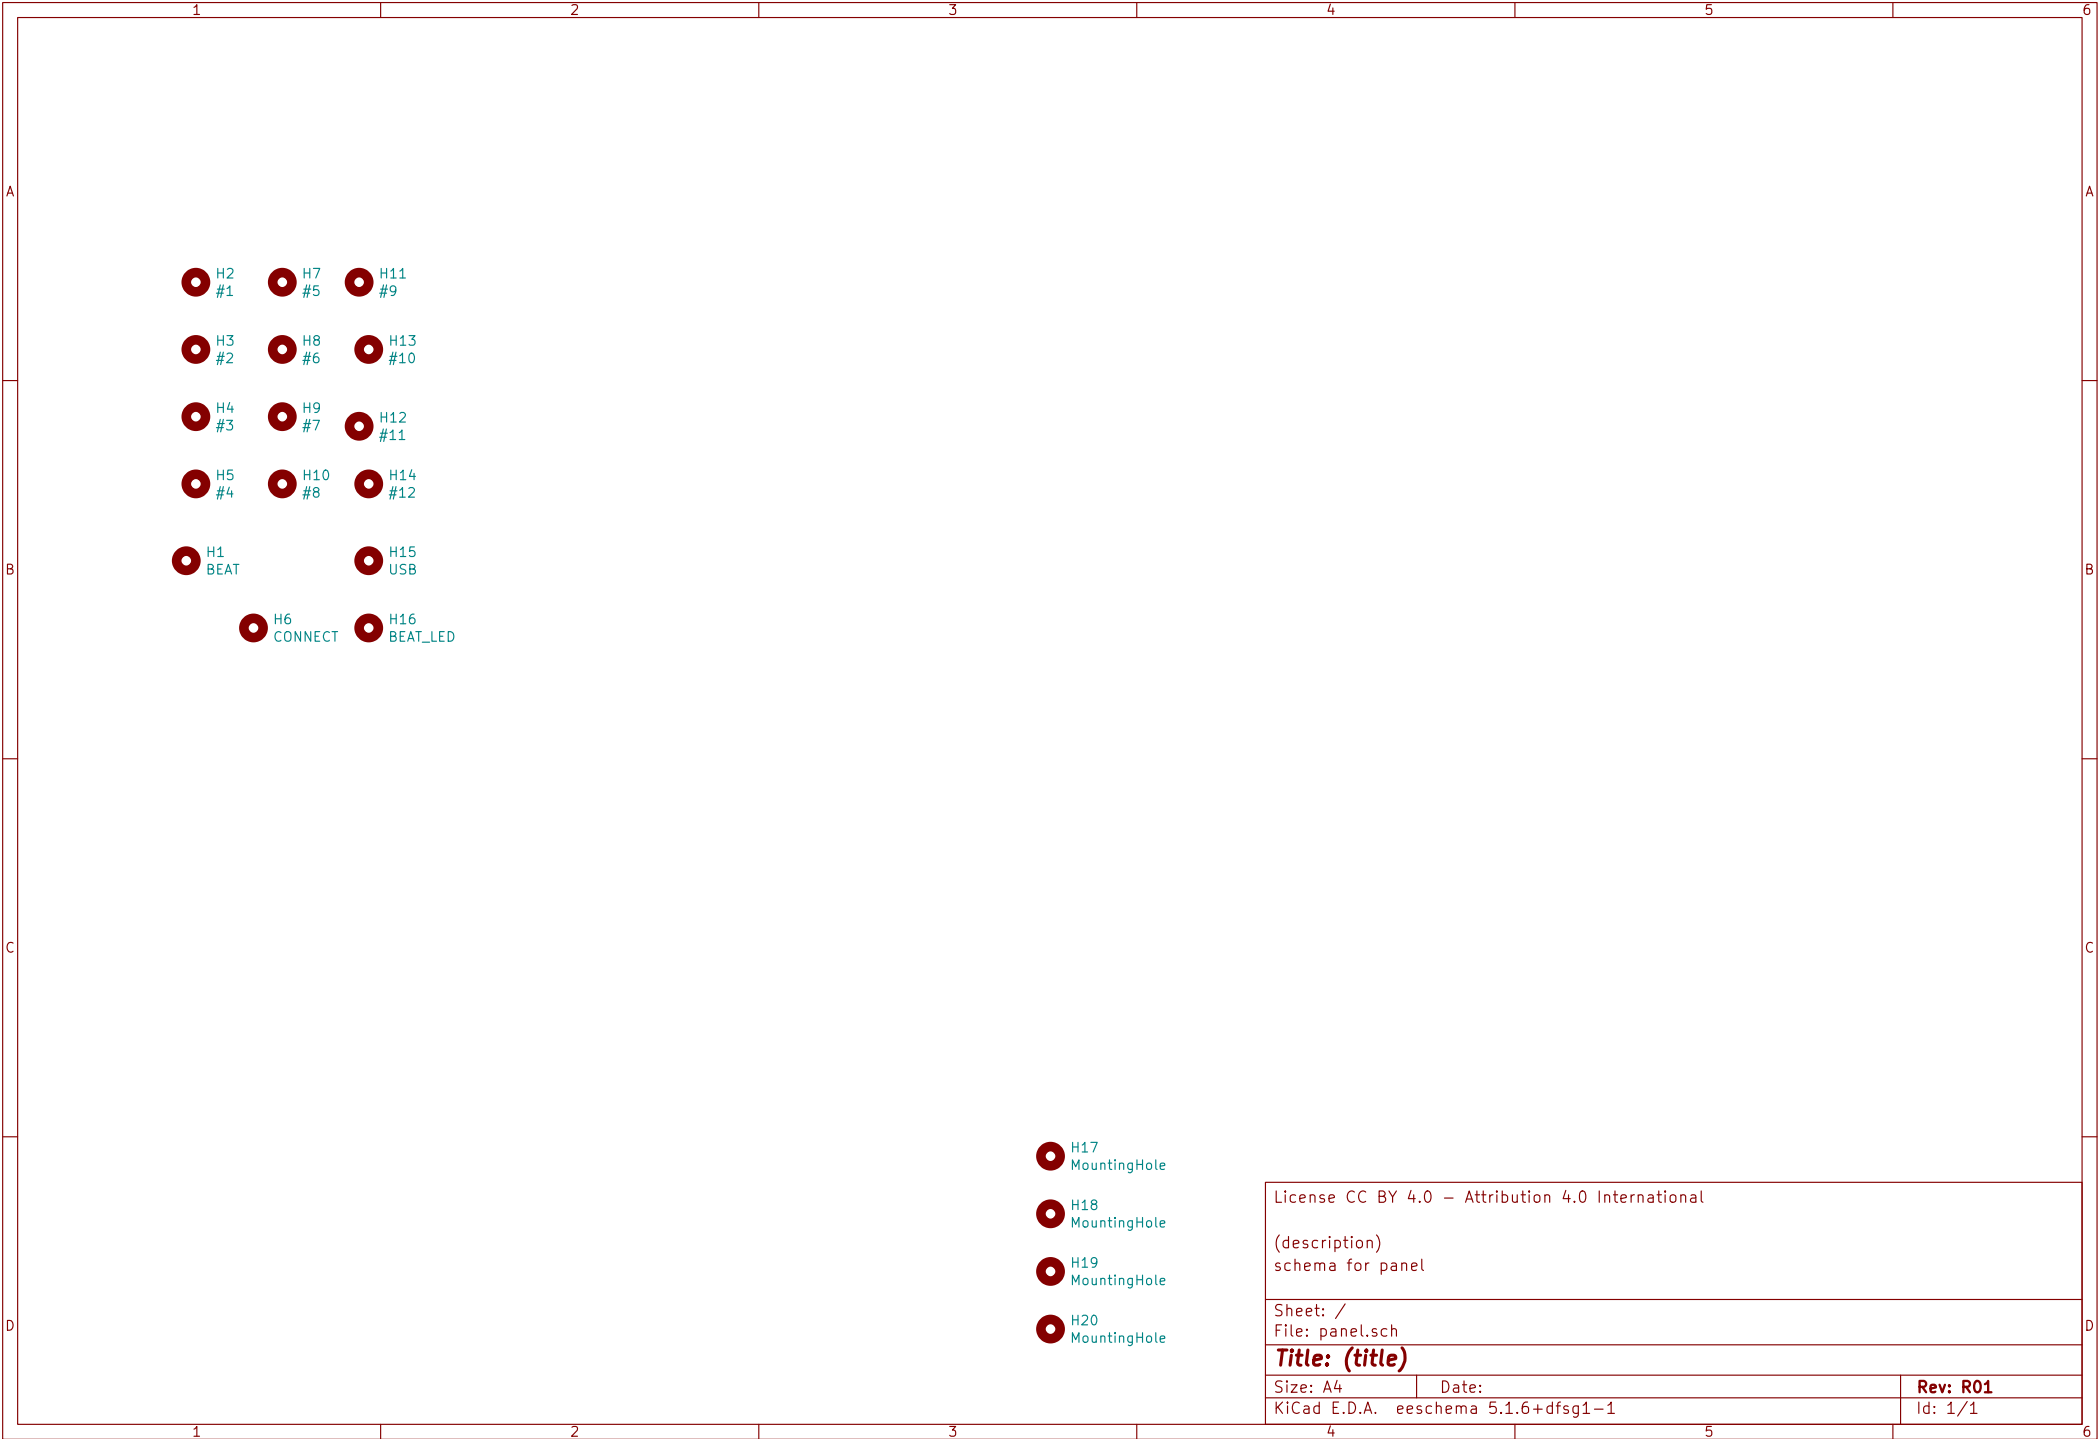 1 2 3 4 5 6
A A
H2
#1
H7
#5
H11
#9
H3
#2
H8
#6
H13
#10
H4
#3
H9
#7
H12
#11
H5
#4
H10
#8
H14
#12
H1
BEAT
H15
USB
B B
H6
CONNECT
H16
BEAT_LED
C C
H17
MountingHole
H18
MountingHole
H19
MountingHole
H20
MountingHole
License CC BY 4.0 - Attribution 4.0 International
(description)
schema for panel
Sheet: /
File: panel.sch
D D
Title: (title)
Size: A4 Date: Rev: R01
KiCad E.D.A. eeschema 5.1.6+dfsg1-1 Id: 1/1
1 2 3 4 5 6